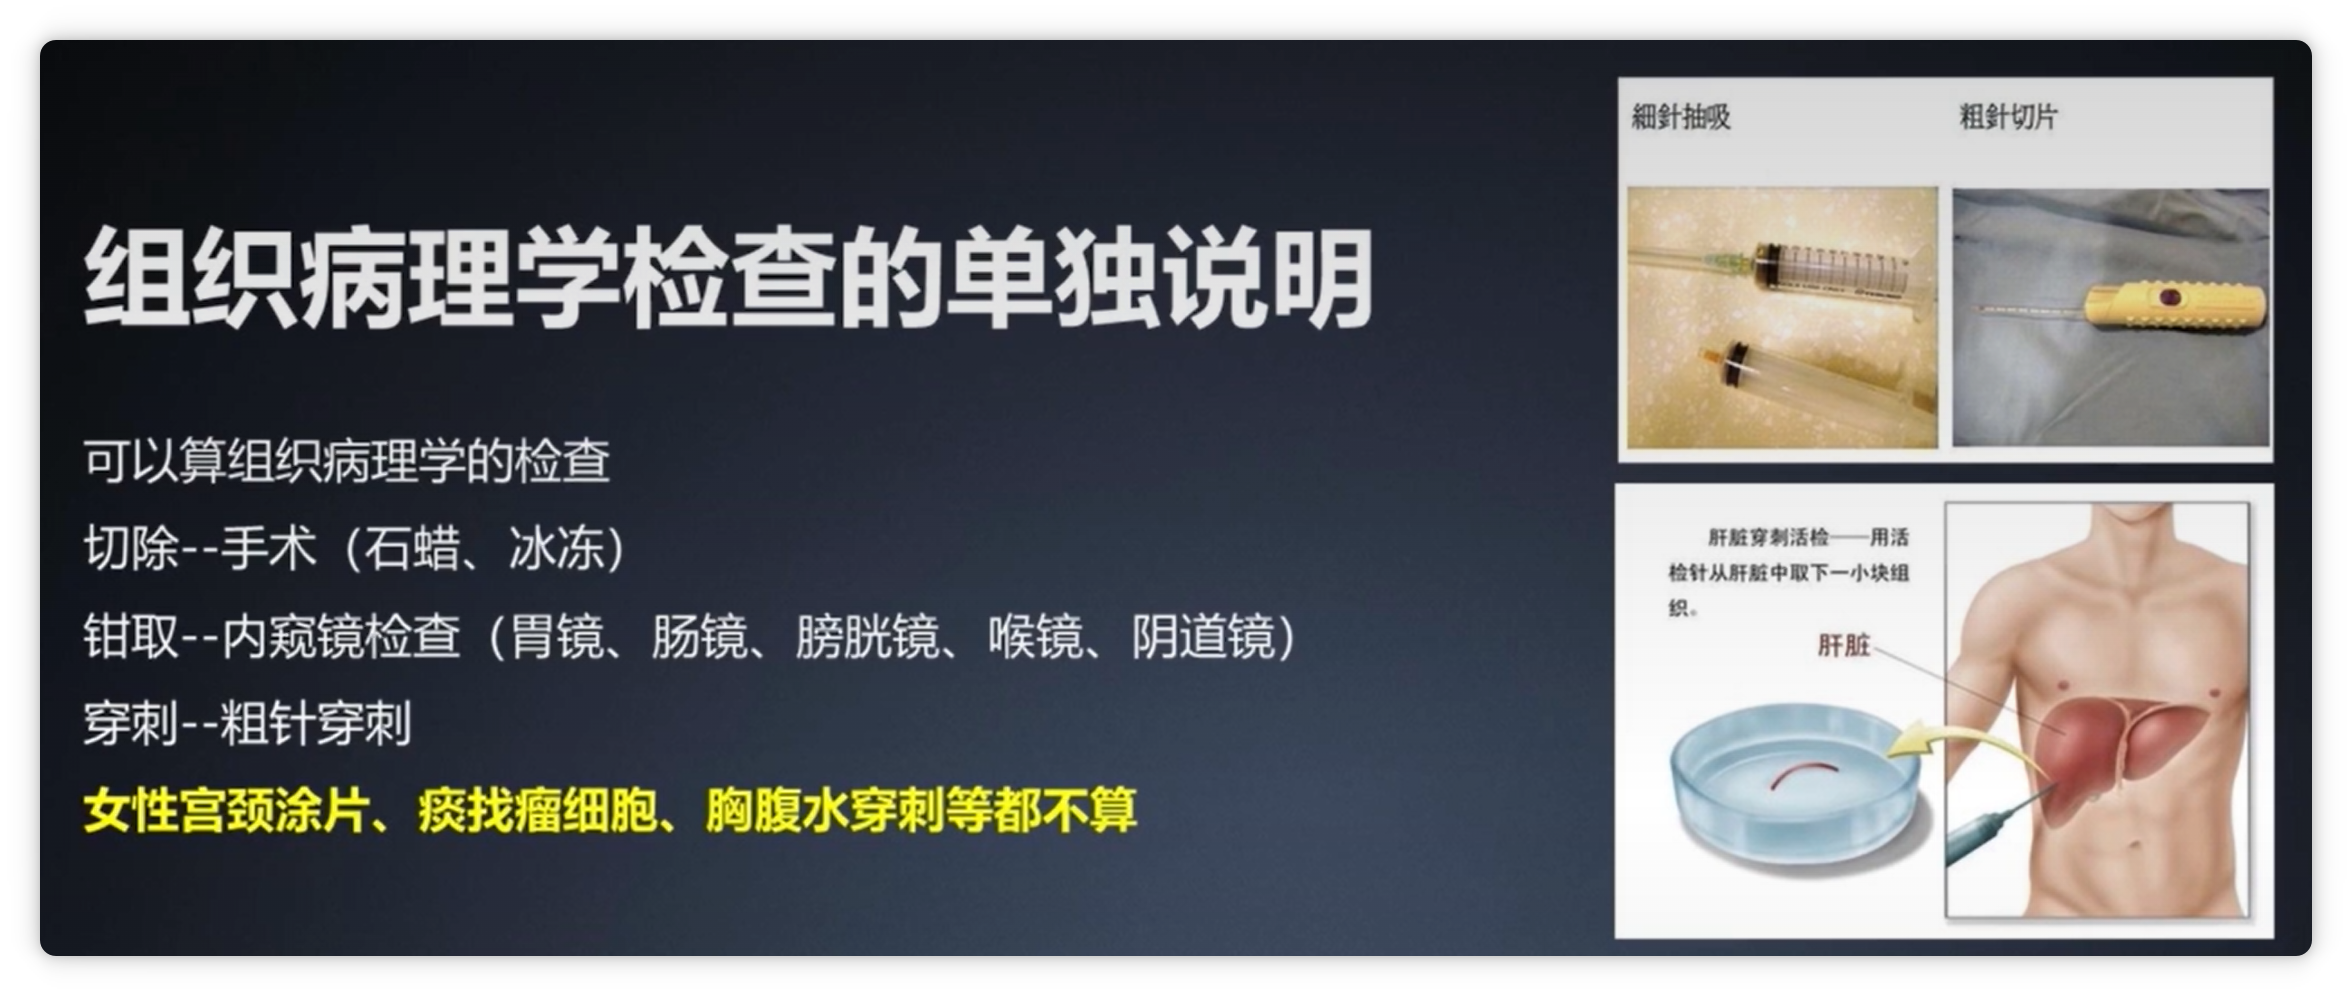 组织病理学检查的单独说明
可以算组织病理学的检查
切除--手术（石蜡、冰冻）
钳取--内窥镜检查（胃镜、肠镜、膀胱镜、喉镜、阴道镜）
穿刺--粗针穿刺
女性宫颈涂片、痰找瘤细胞、胸腹水穿刺等都不算
細針抽吸
粗針切片
肝脏穿刺活检——用活
检针从肝脏中取下一小块组
织。
肝脏